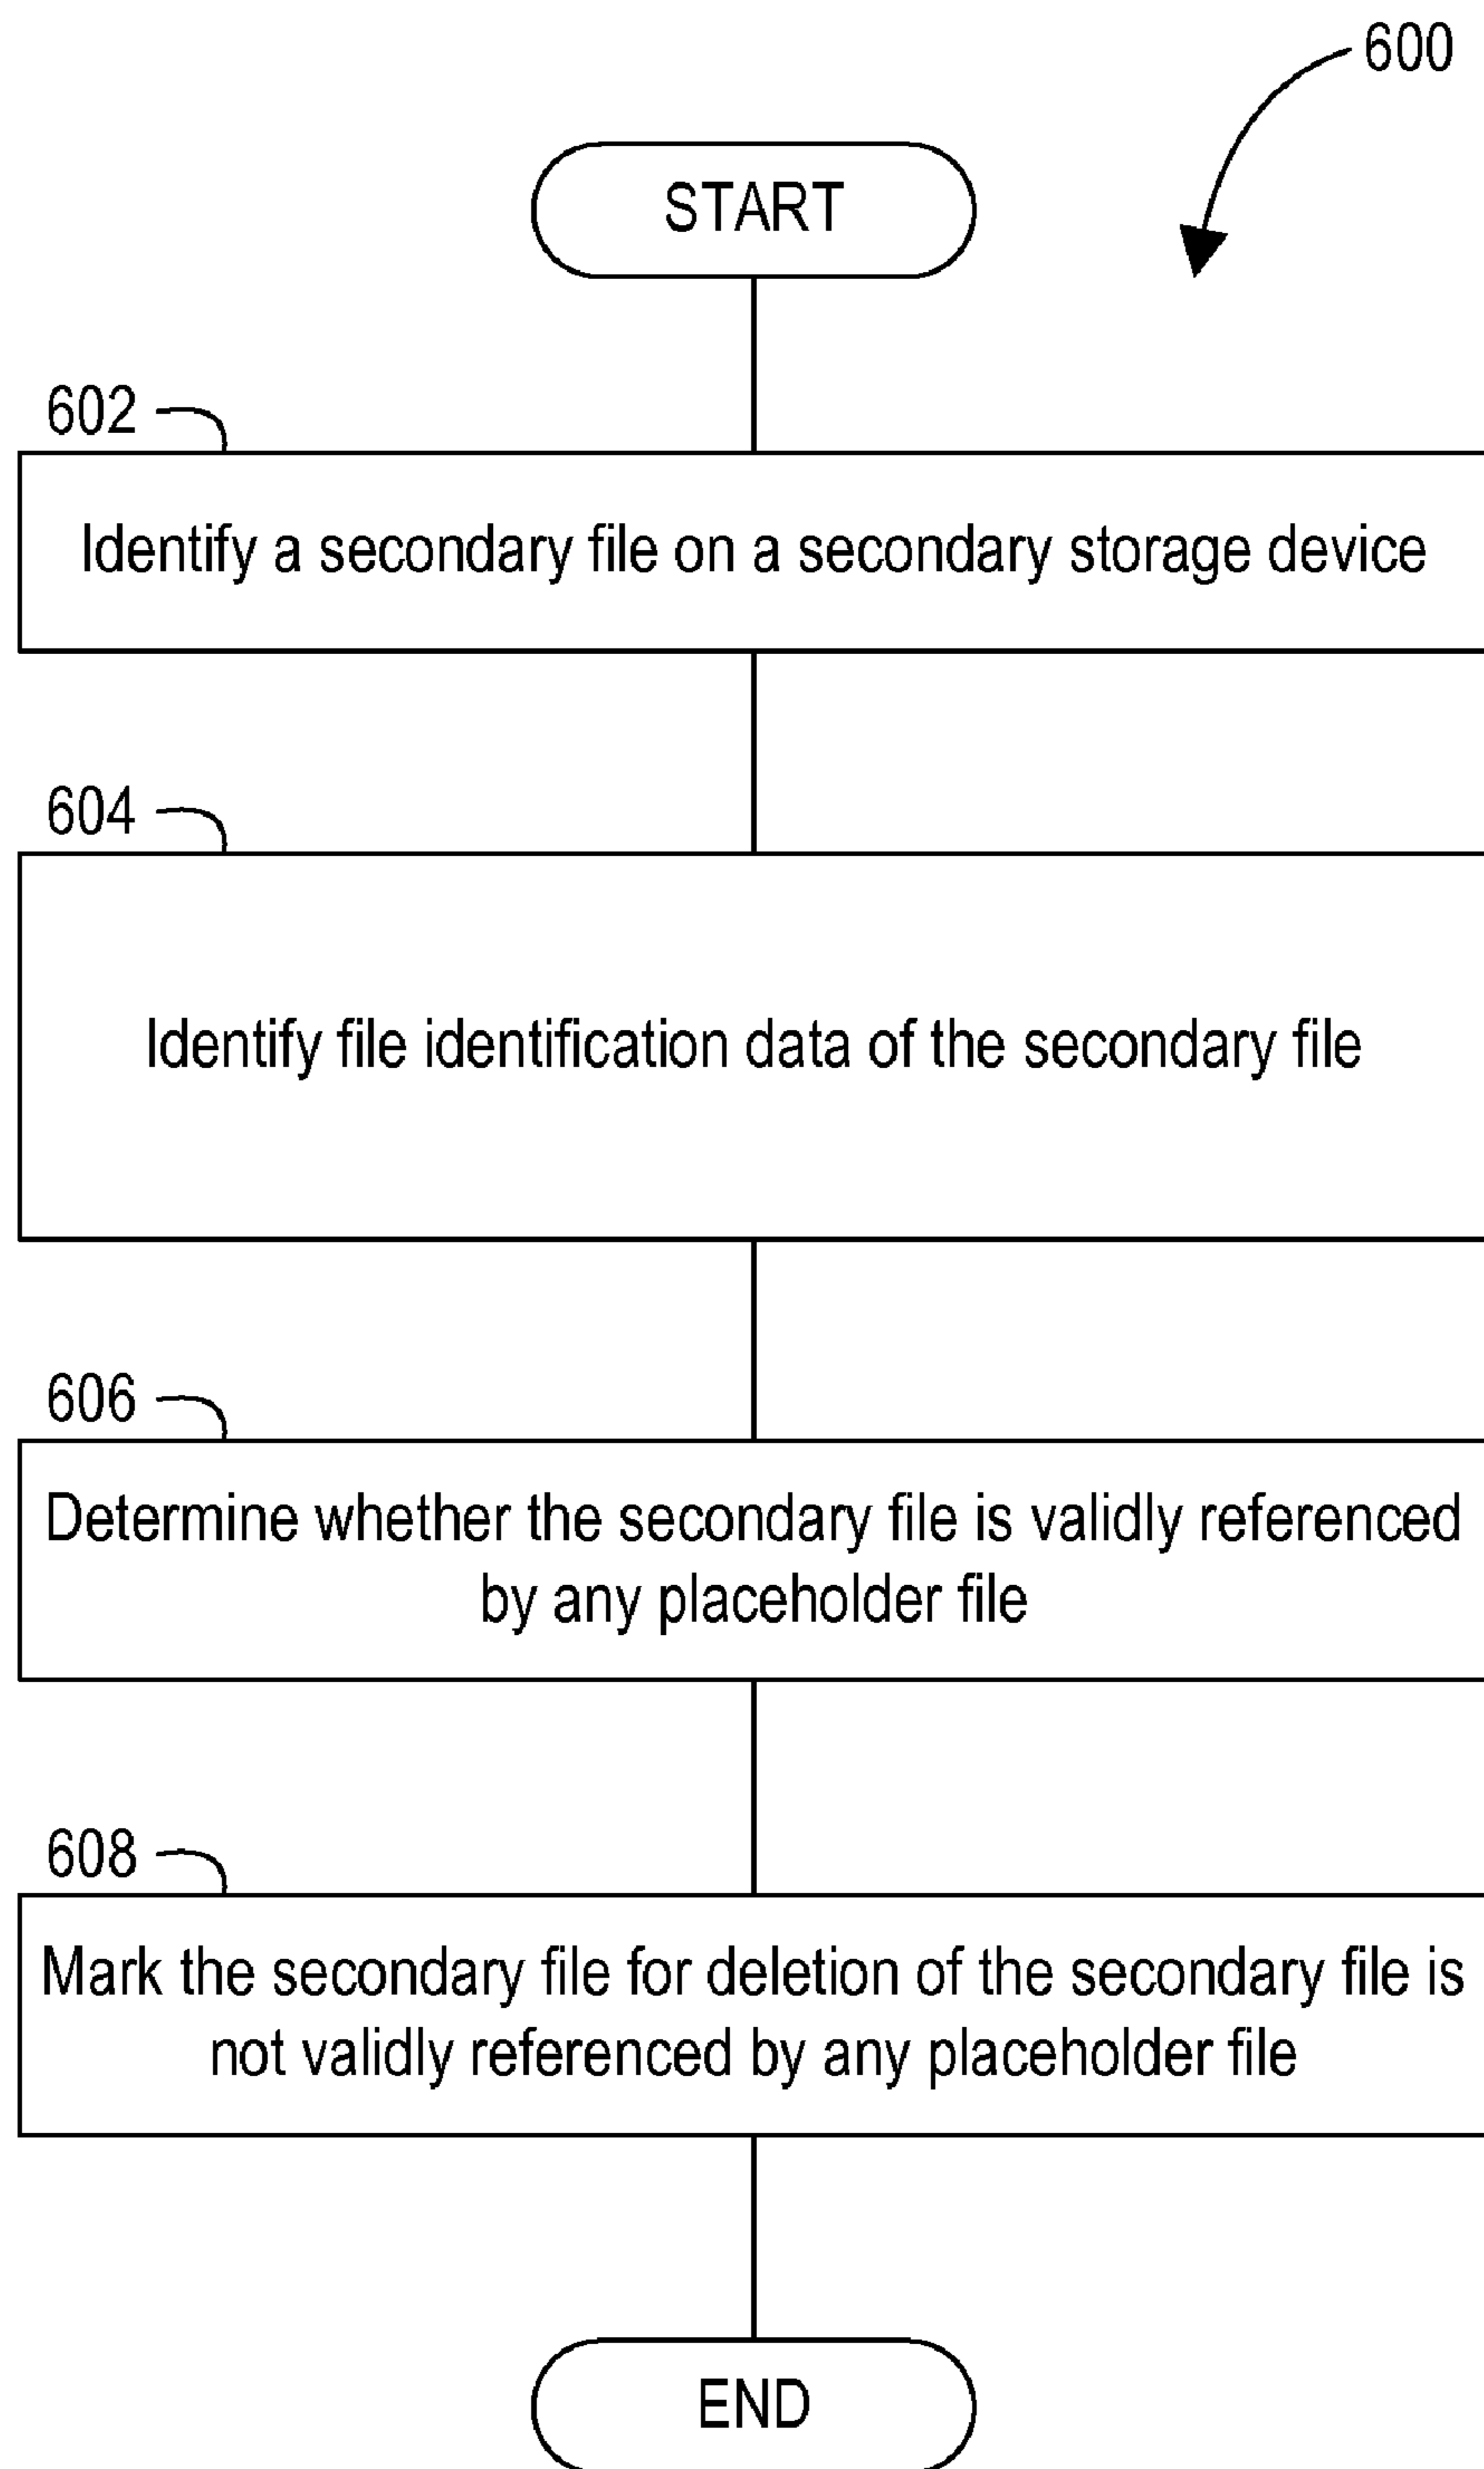 600
START
602
Identify a secondary file on a secondary storage device
604
Identify file identification data of the secondary file
606
Determine whether the secondary file is validly referenced
by any placeholder file
608
Mark the secondary file for deletion of the secondary file is
not validly referenced by any placeholder file
END